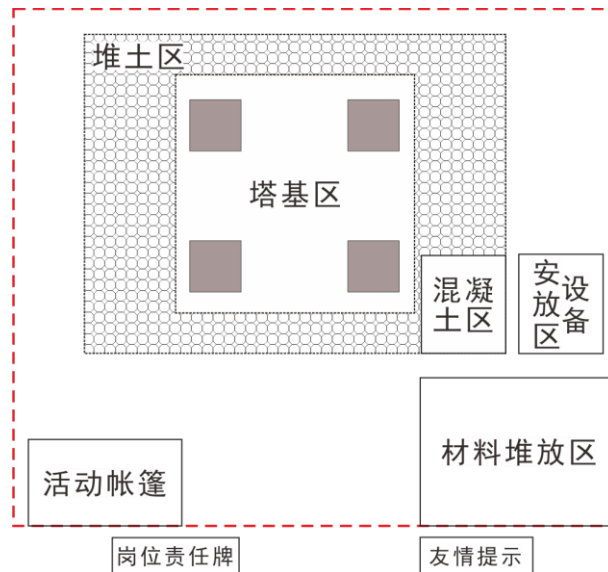 堆土区
塔基区
混凝
土区
安放区
设备
材料堆放区
活动帐篷
岗位责任牌
友情提示